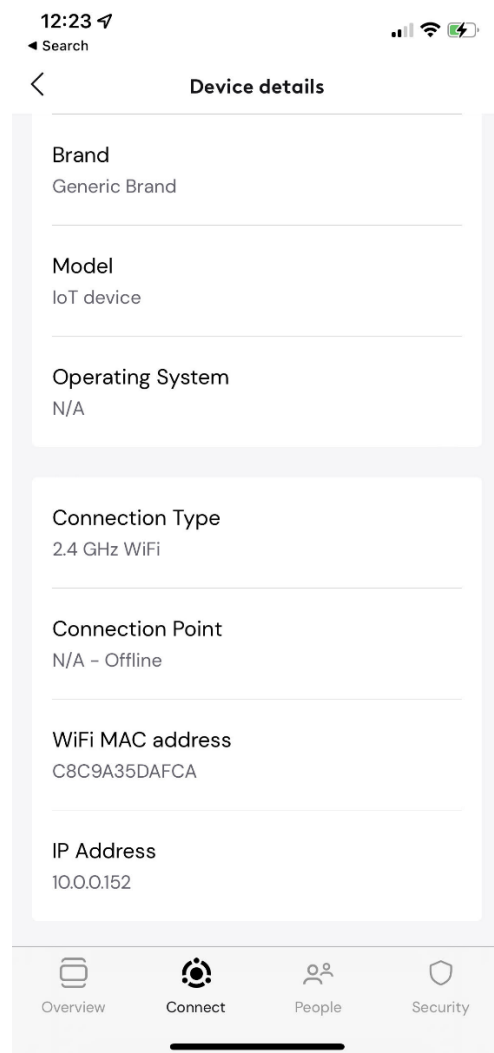 12:23
Search
Device details
Brand
Generic Brand
Model
IoT device
Operating System
N/A
Connection Type
2.4 GHz WiFi
Connection Point
N/A - Offline
WiFi MAC address
C8C9A35DAFCA
IP Address
10.0.0.152
Overview Connect People Security